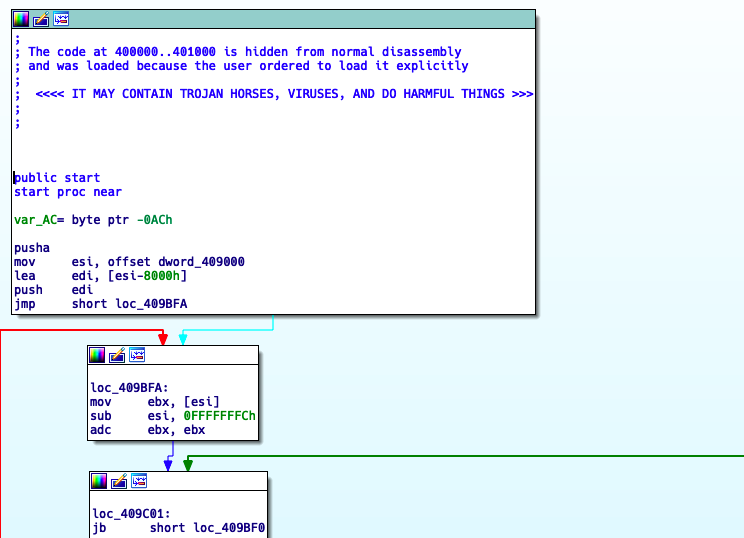 ;
; The code at 400000..401000 is hidden from normal disassembly
; and was loaded because the user ordered to load it explicitly
;
;  <<<< IT MAY CONTAIN TROJAN HORSES, VIRUSES, AND DO HARMFUL THINGS >>>
;
;
public start
start proc near
var_AC= byte ptr -0ACh
pusha
mov     esi, offset dword_409000
lea     edi, [esi-8000h]
push    edi
jmp     short loc_409BFA
loc_409BFA:
mov     ebx, [esi]
sub     esi, 0FFFFFFFCh
adc     ebx, ebx
loc_409C01:
jb      short loc_409BF0